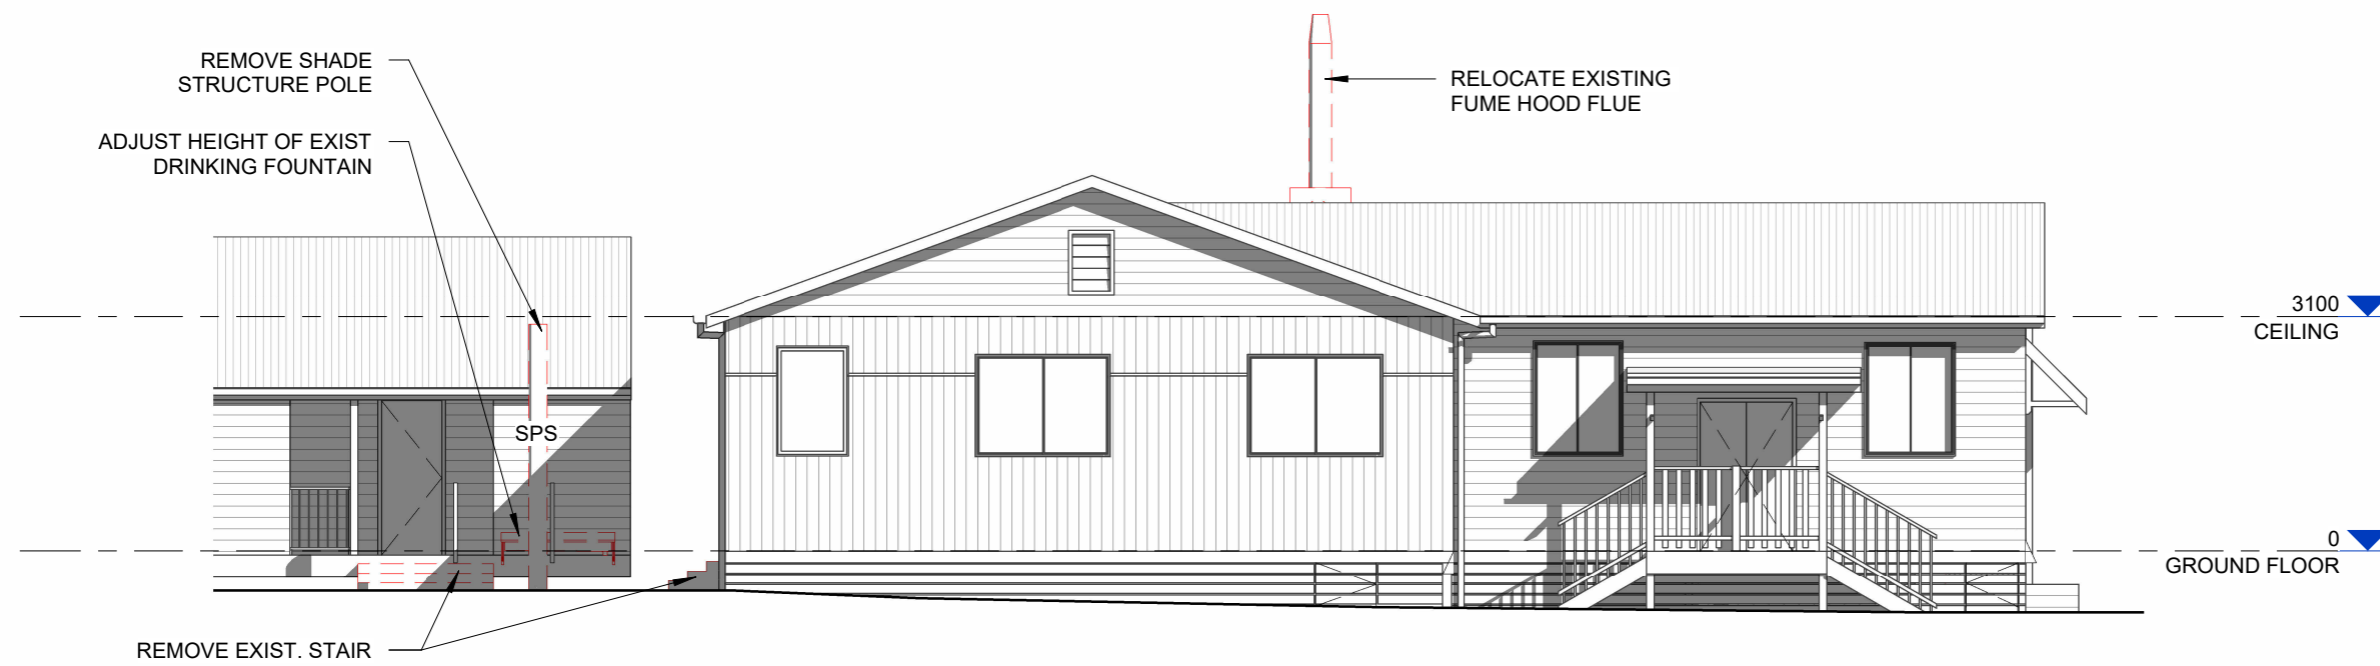 REMOVE SHADE
STRUCTURE POLE
RELOCATE EXISTING
FUME HOOD FLUE
ADJUST HEIGHT OF EXIST
DRINKING FOUNTAIN
3100
CEILING
SPS
0
GROUND FLOOR
REMOVE EXIST. STAIR